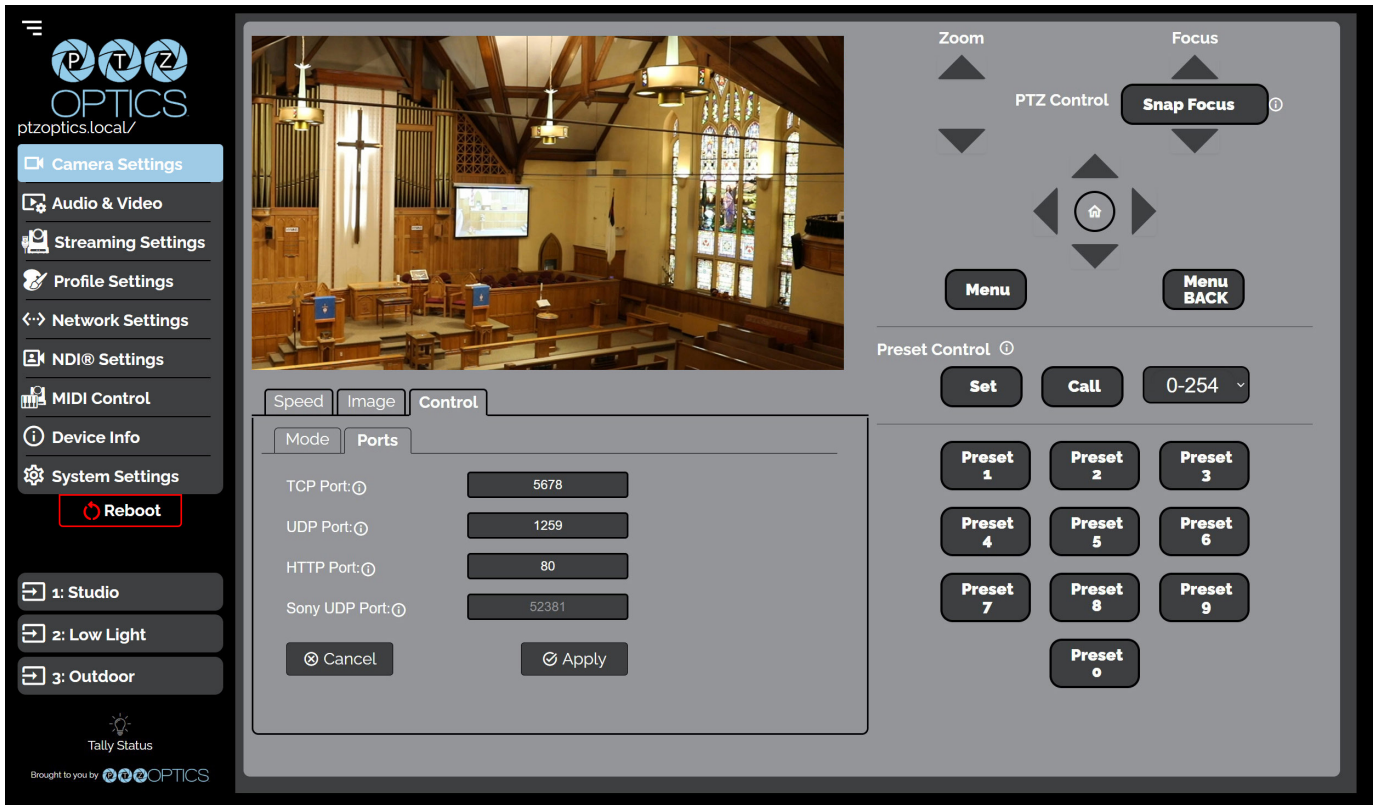 P T Z
OPTICS
ptzoptics.local/
Camera Settings
Audio & Video
Streaming Settings
Profile Settings
Network Settings
NDI® Settings
MIDI Control
Device Info
System Settings
Reboot
1: Studio
2: Low Light
3: Outdoor
Tally Status
Brought to you by PTZOPTICS
Speed Image Control
Mode Ports
TCP Port: 5678
UDP Port: 1259
HTTP Port: 80
Sony UDP Port: 52381
Cancel Apply
Zoom Focus
PTZ Control Snap Focus
Menu Menu
BACK
Preset Control
Set Call 0-254
Preset
1
Preset
2
Preset
3
Preset
4
Preset
5
Preset
6
Preset
7
Preset
8
Preset
9
Preset
0